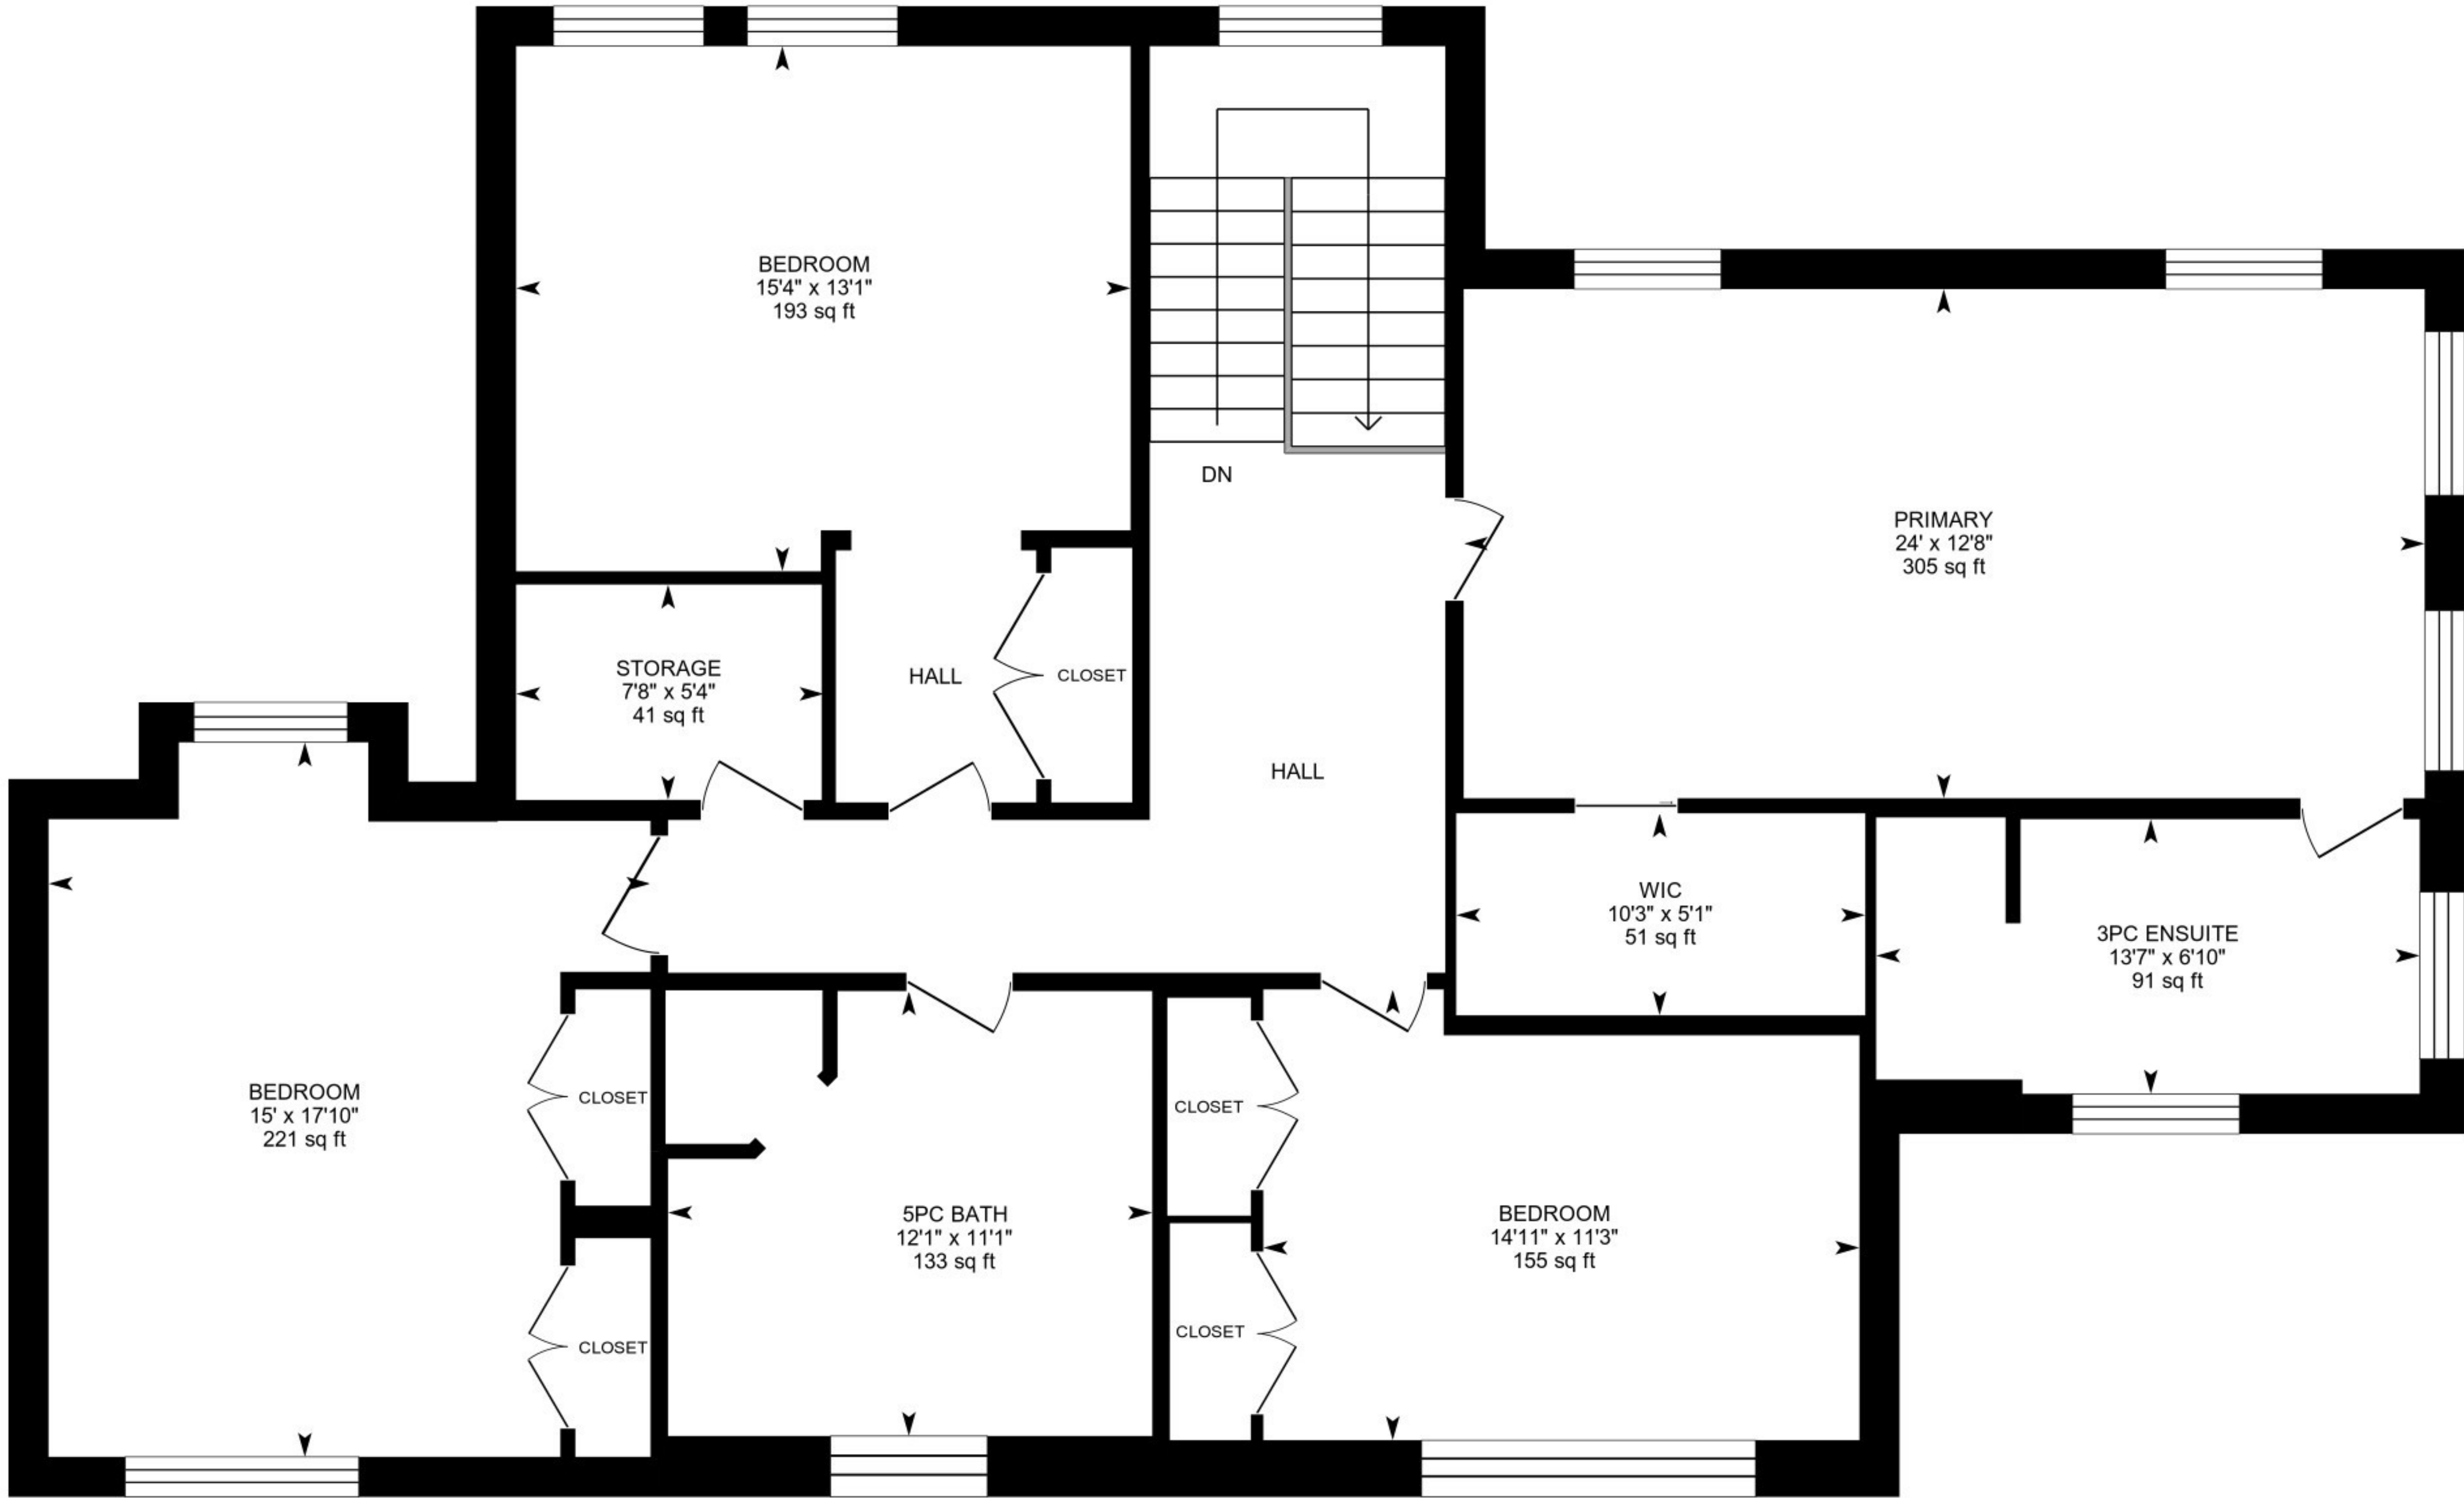 BEDROOM
15'4" x 13'1"
193 sq ft
DN
PRIMARY
24' x 12'8"
305 sq ft
STORAGE
7'8" x 5'4"
41 sq ft
HALL
CLOSET
HALL
WIC
10'3" x 5'1"
51 sq ft
3PC ENSUITE
13'7" x 6'10"
91 sq ft
BEDROOM
15' x 17'10"
221 sq ft
CLOSET
CLOSET
5PC BATH
12'1" x 11'1"
133 sq ft
CLOSET
CLOSET
BEDROOM
14'11" x 11'3"
155 sq ft